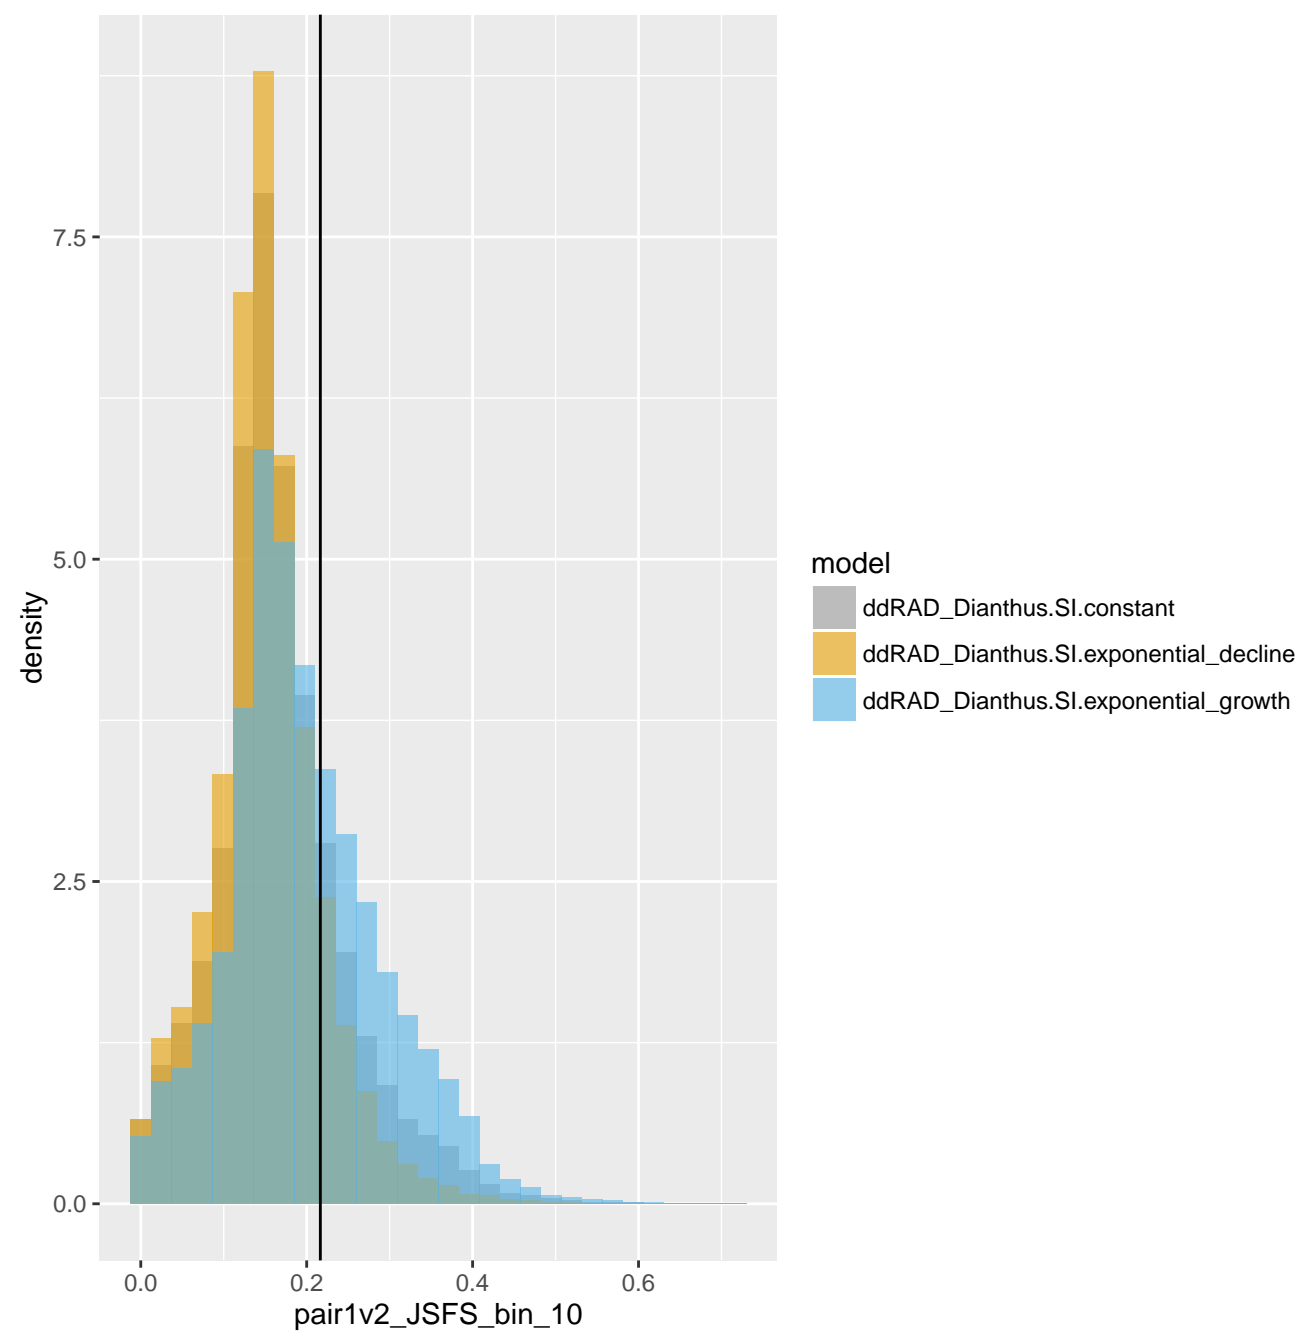 density
7.5
5.0
2.5
0.0
0.0 0.2 0.4 0.6
pair1v2_JSFS_bin_10
model
ddRAD_Dianthus.SI.constant
ddRAD_Dianthus.SI.exponential_decline
ddRAD_Dianthus.SI.exponential_growth